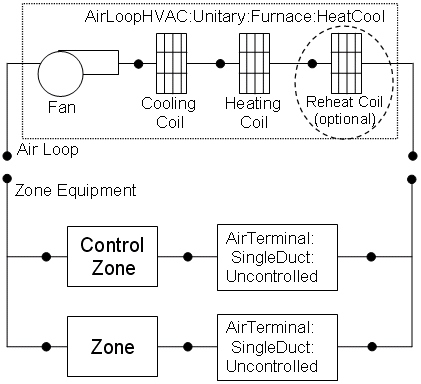 AirLoopHVAC:Unitary:Furnace:HeatCool
Fan
Cooling
Coil
Heating
Coil
Reheat Coil
(optional)
Air Loop
Zone Equipment
Control
Zone
AirTerminal:
SingleDuct:
Uncontrolled
Zone
AirTerminal:
SingleDuct:
Uncontrolled